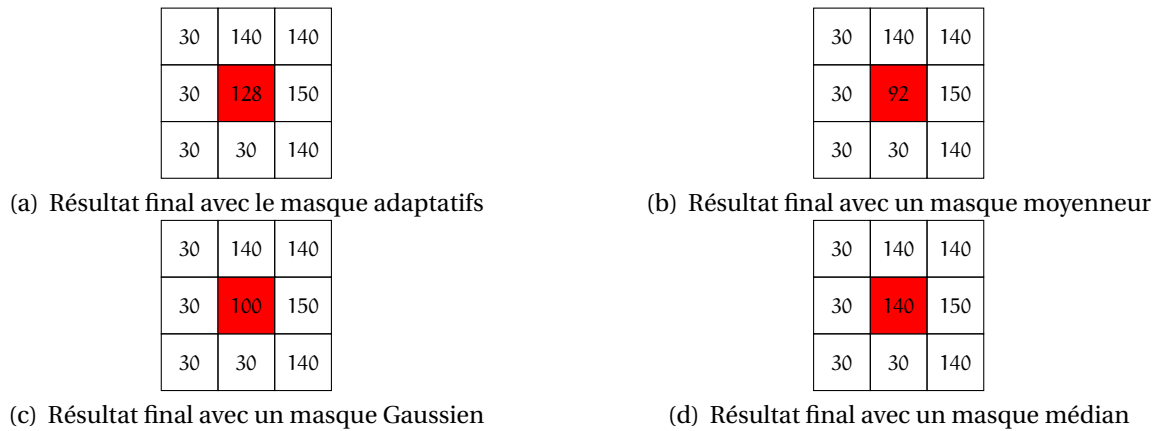 30 140 140
30 128 150
30 30 140
(a) Résultat final avec le masque adaptatifs
30 140 140
30 92 150
30 30 140
(b) Résultat final avec un masque moyenneur
30 140 140
30 100 150
30 30 140
(c) Résultat final avec un masque Gaussien
30 140 140
30 140 150
30 30 140
(d) Résultat final avec un masque médian